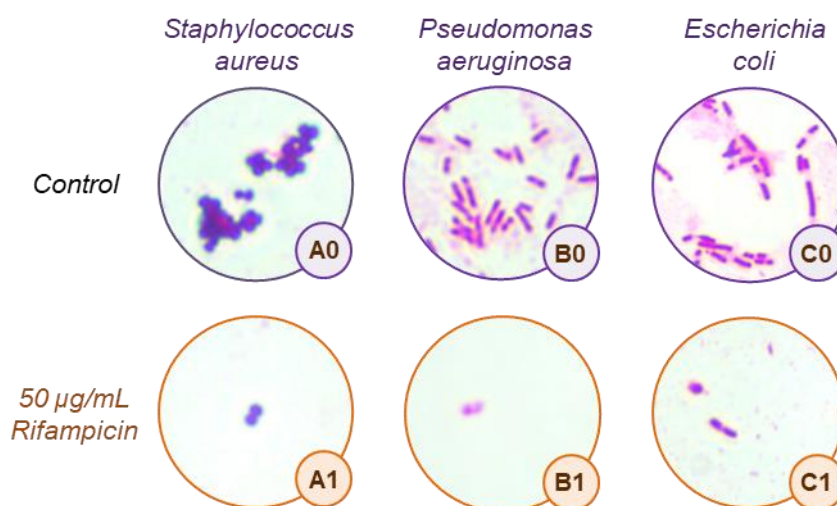 Staphylococcus
aureus
Pseudomonas
aeruginosa
Escherichia
coli
Control
A0
B0
C0
50 µg/mL
Rifampicin
A1
B1
C1